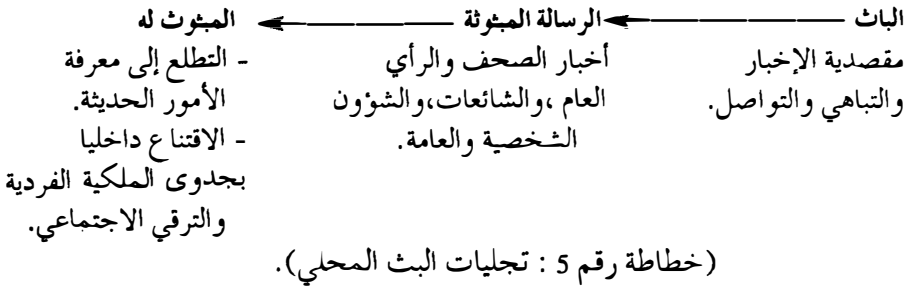 الباث ← الرسالة المبثوثة ← المبثوث له
مقصدية الإخبار أخبار الصحف والرأي - التطلع إلى معرفة
والتباهي والتواصل. العام ،والشائعات،والشؤون الأمور الحديثة.
الشخصية والعامة. - الاقتناع داخليا
بجدوى الملكية الفردية
والترقي الاجتماعي.
(خطاطة رقم 5 : تجليات البث المحلي).